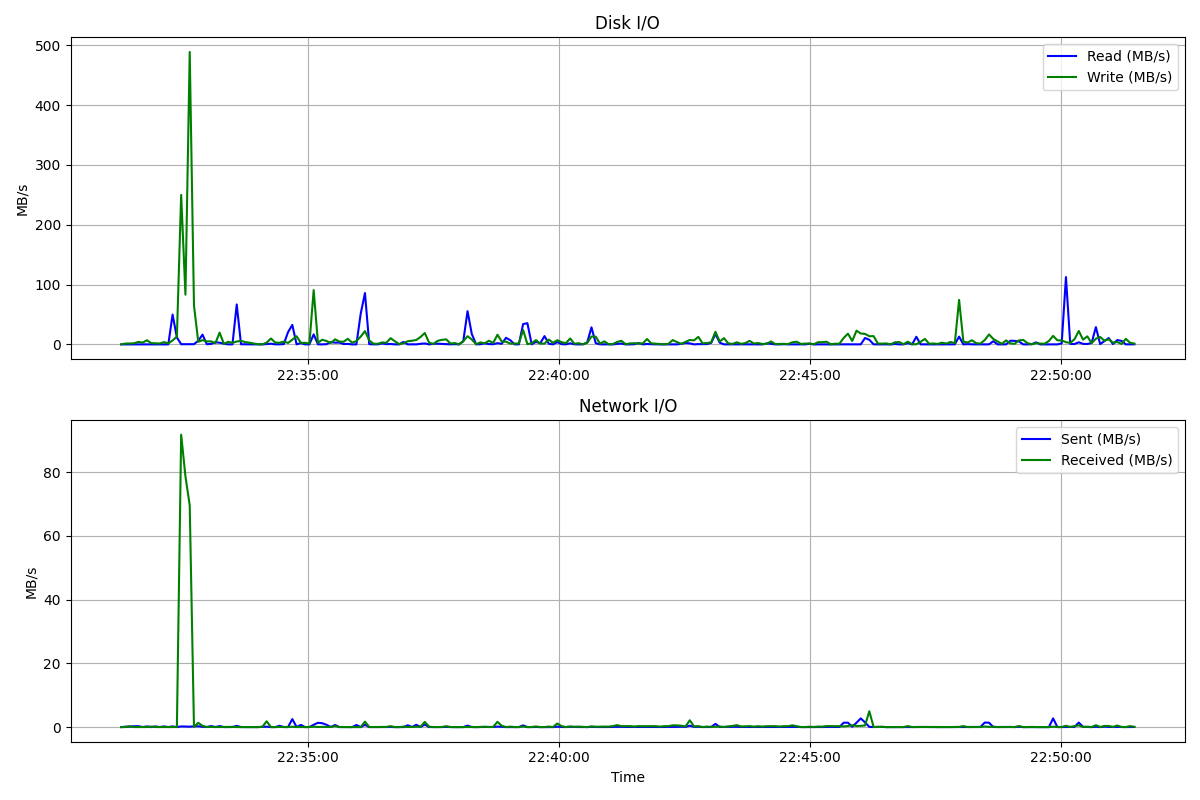 Disk I/O
500
400
300
200
100
0
MB/s
Read (MB/s)
Write (MB/s)
22:35:00 22:40:00 22:45:00 22:50:00
Network I/O
80
60
40
20
0
MB/s
Sent (MB/s)
Received (MB/s)
22:35:00 22:40:00 22:45:00 22:50:00
Time